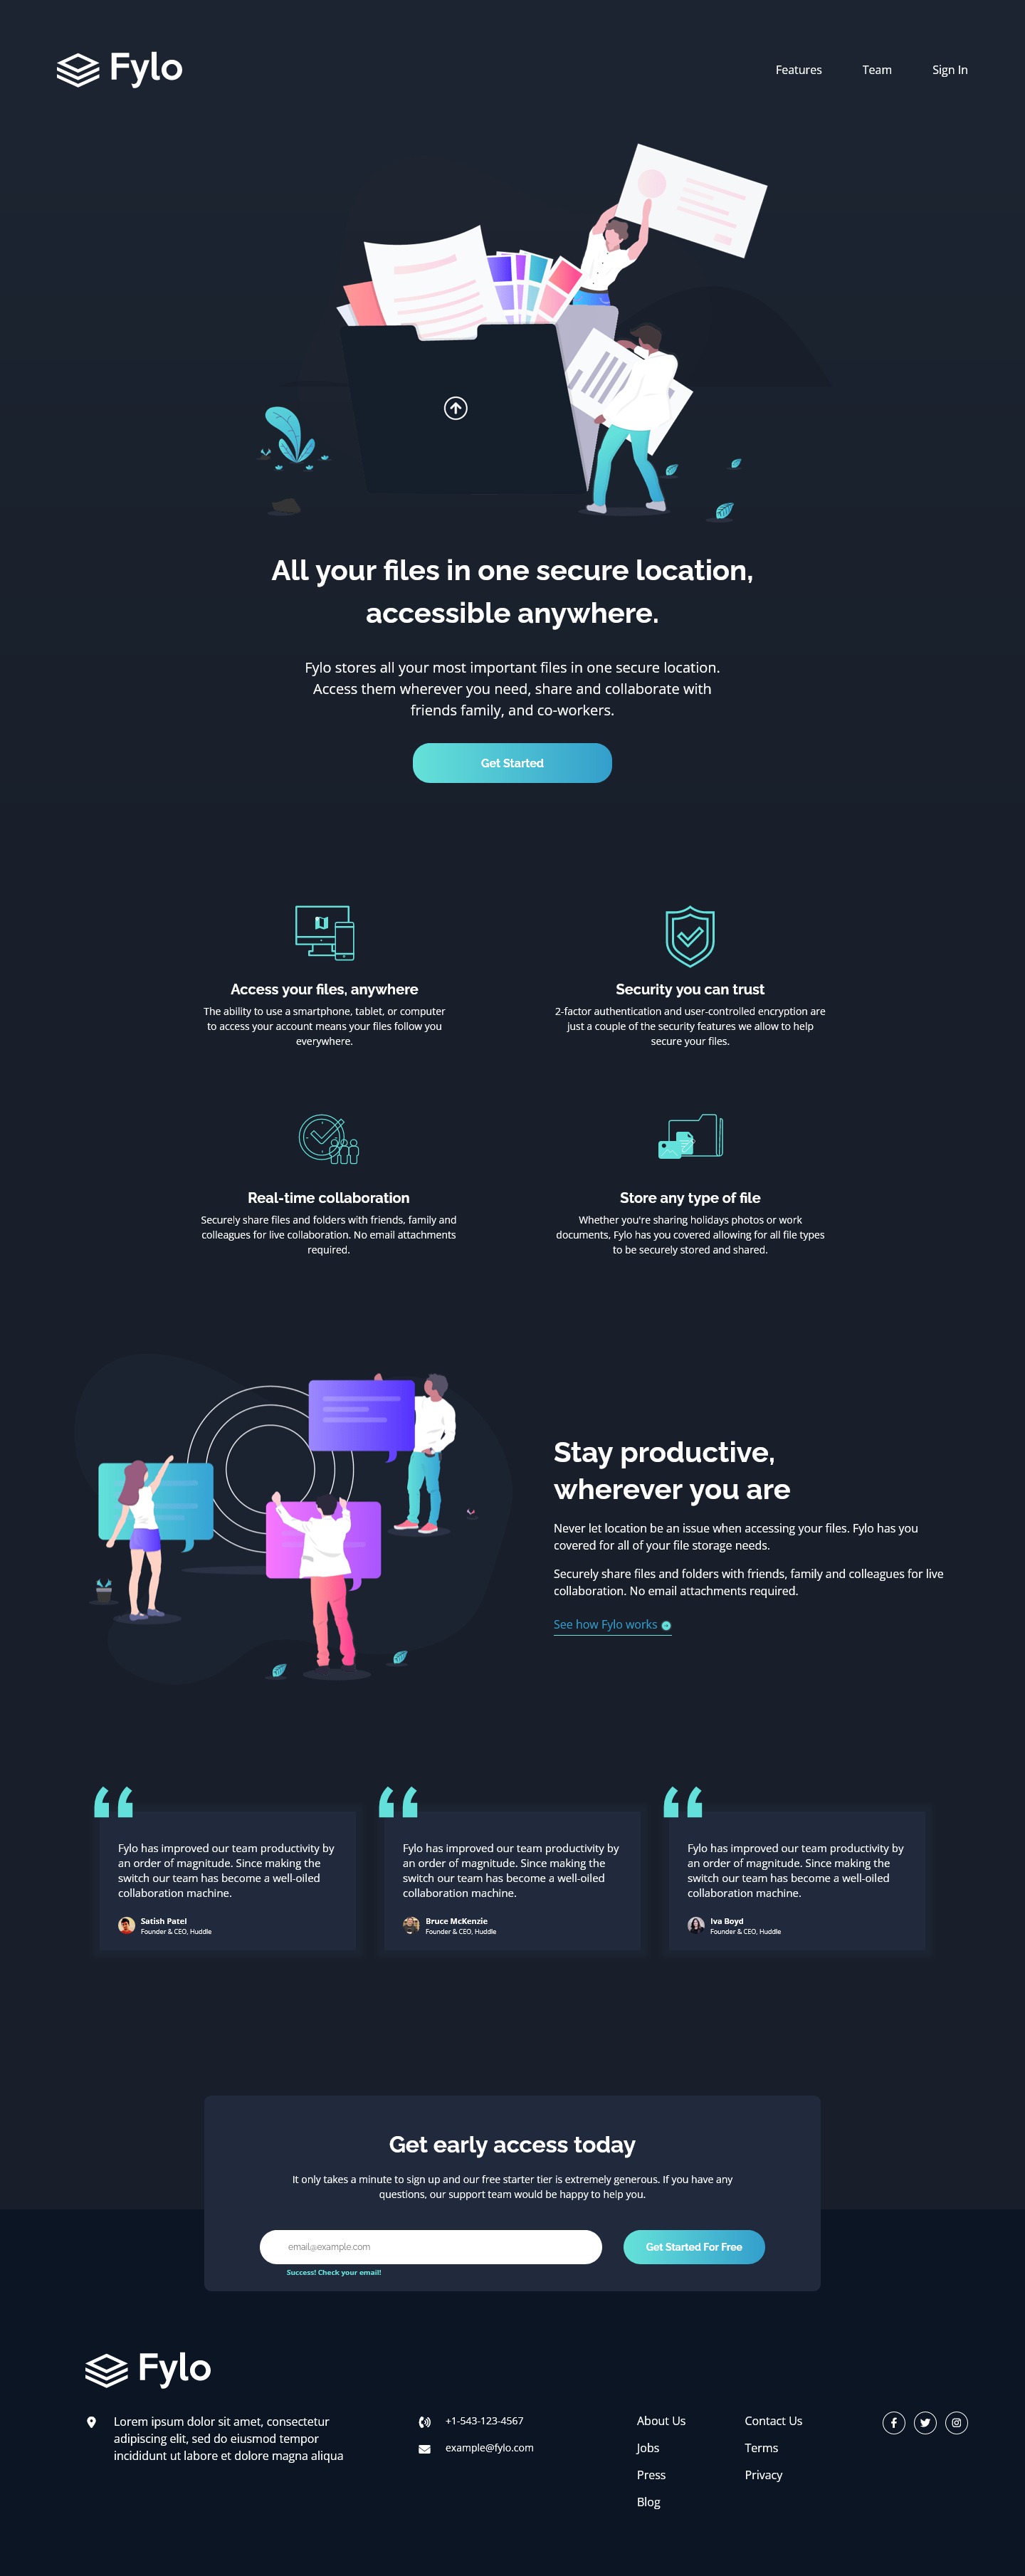 Fylo
Features
Team
Sign In
All your files in one secure location,
accessible anywhere.
Fylo stores all your most important files in one secure location.
Access them wherever you need, share and collaborate with
friends family, and co-workers.
Get Started
Access your files, anywhere
The ability to use a smartphone, tablet, or computer
to access your account means your files follow you
everywhere.
Security you can trust
2-factor authentication and user-controlled encryption are
just a couple of the security features we allow to help
secure your files.
Real-time collaboration
Securely share files and folders with friends, family and
colleagues for live collaboration. No email attachments
required.
Store any type of file
Whether you're sharing holidays photos or work
documents, Fylo has you covered allowing for all file types
to be securely stored and shared.
Stay productive,
wherever you are
Never let location be an issue when accessing your files. Fylo has you
covered for all of your file storage needs.
Securely share files and folders with friends, family and colleagues for live
collaboration. No email attachments required.
See how Fylo works
Fylo has improved our team productivity by
an order of magnitude. Since making the
switch our team has become a well-oiled
collaboration machine.
Satish Patel
Founder & CEO, Huddle
Fylo has improved our team productivity by
an order of magnitude. Since making the
switch our team has become a well-oiled
collaboration machine.
Bruce McKenzie
Founder & CEO, Huddle
Fylo has improved our team productivity by
an order of magnitude. Since making the
switch our team has become a well-oiled
collaboration machine.
Iva Boyd
Founder & CEO, Huddle
Get early access today
It only takes a minute to sign up and our free starter tier is extremely generous. If you have any
questions, our support team would be happy to help you.
email@example.com
Get Started For Free
Success! Check your email!
Fylo
Lorem ipsum dolor sit amet, consectetur
adipiscing elit, sed do eiusmod tempor
incididunt ut labore et dolore magna aliqua
+1-543-123-4567
example@fylo.com
About Us
Jobs
Press
Blog
Contact Us
Terms
Privacy